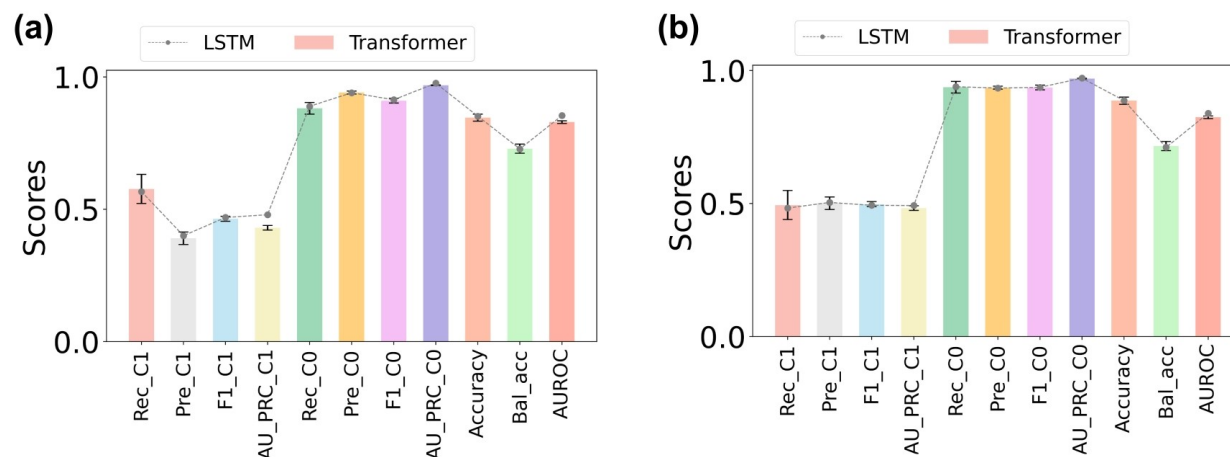 (a)
LSTM Transformer
Scores
1.0
0.5
0.0
Rec_C1
Pre_C1
F1_C1
AU_PRC_C1
Rec_C0
Pre_C0
F1_C0
AU_PRC_C0
Accuracy
Bal_acc
AUROC
(b)
LSTM Transformer
Scores
1.0
0.5
0.0
Rec_C1
Pre_C1
F1_C1
AU_PRC_C1
Rec_C0
Pre_C0
F1_C0
AU_PRC_C0
Accuracy
Bal_acc
AUROC